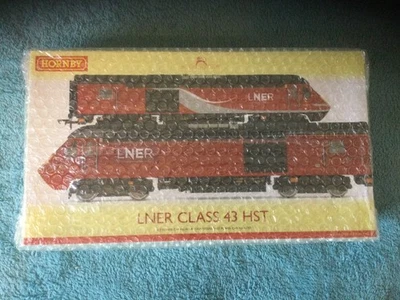 HORNBY
LNER
LNER
LNER CLASS 43 HST